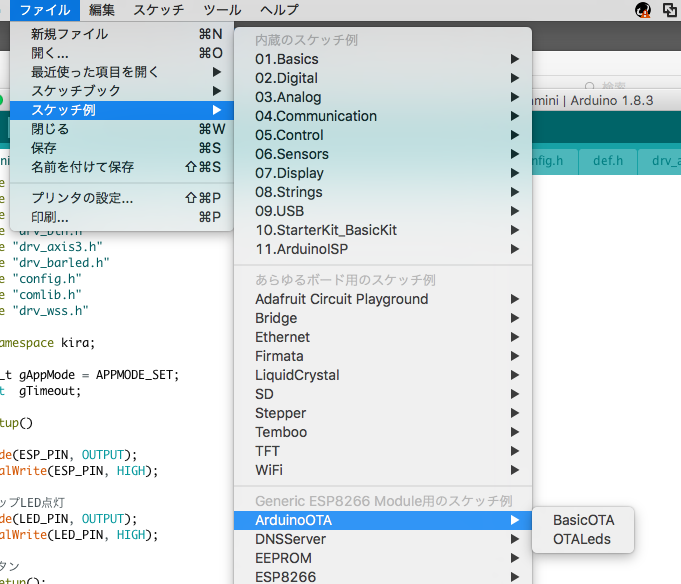 ファイル 編集 スケッチ ツール ヘルプ
新規ファイル ⌘N
開く... ⌘O
最近使った項目を開く ▶
スケッチブック ▶
スケッチ例 ▶
閉じる ⌘W
保存 ⌘S
名前を付けて保存 ⇧⌘S
プリンタの設定... ⇧⌘P
印刷... ⌘P
内蔵のスケッチ例
01.Basics ▶
02.Digital ▶
03.Analog ▶
04.Communication ▶
05.Control ▶
06.Sensors ▶
07.Display ▶
08.Strings ▶
09.USB ▶
10.StarterKit_BasicKit ▶
11.ArduinoISP ▶
あらゆるボード用のスケッチ例
Adafruit Circuit Playground ▶
Bridge ▶
Ethernet ▶
Firmata ▶
LiquidCrystal ▶
SD ▶
Stepper ▶
Temboo ▶
TFT ▶
WiFi ▶
Generic ESP8266 Module用のスケッチ例
ArduinoOTA ▶
DNSServer ▶
EEPROM ▶
ESP8266 ▶
BasicOTA
OTALeds
検索
amini | Arduino 1.8.3
nfig.h def.h drv_a
e "drv_btn.h"
e "drv_axis3.h"
e "drv_barled.h"
e "config.h"
e "comlib.h"
e "drv_wss.h"
amespace kira;
_t gAppMode = APPMODE_SET;
t gTimeout;
tup()
de(ESP_PIN, OUTPUT);
alWrite(ESP_PIN, HIGH);
ップLED点灯
de(LED_PIN, OUTPUT);
alWrite(LED_PIN, HIGH);
タン
etup();